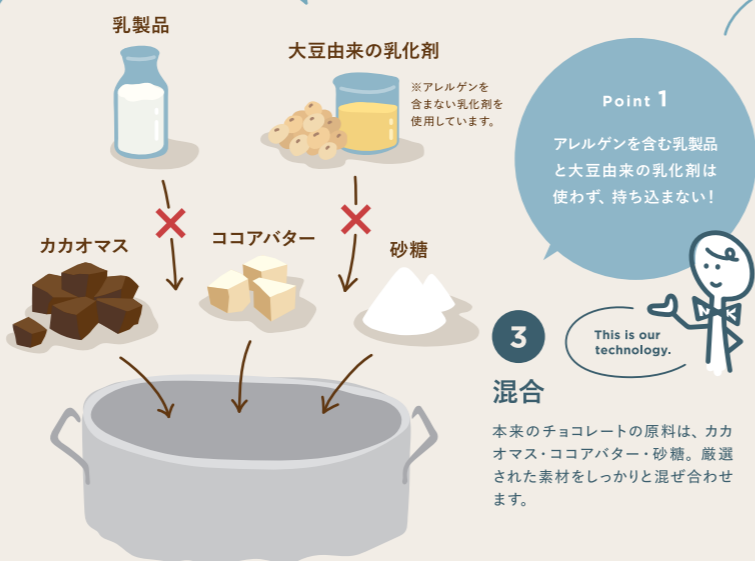 乳製品
大豆由来の乳化剤
※アレルゲンを
含まない乳化剤を
使用しています。
Point 1
アレルゲンを含む乳製品
と大豆由来の乳化剤は
使わず、持ち込まない！
カカオマス
ココアバター
砂糖
3
This is our
technology.
混合
本来のチョコレートの原料は、カカ
オマス・ココアバター・砂糖。厳選
された素材をしっかりと混ぜ合わせ
ます。